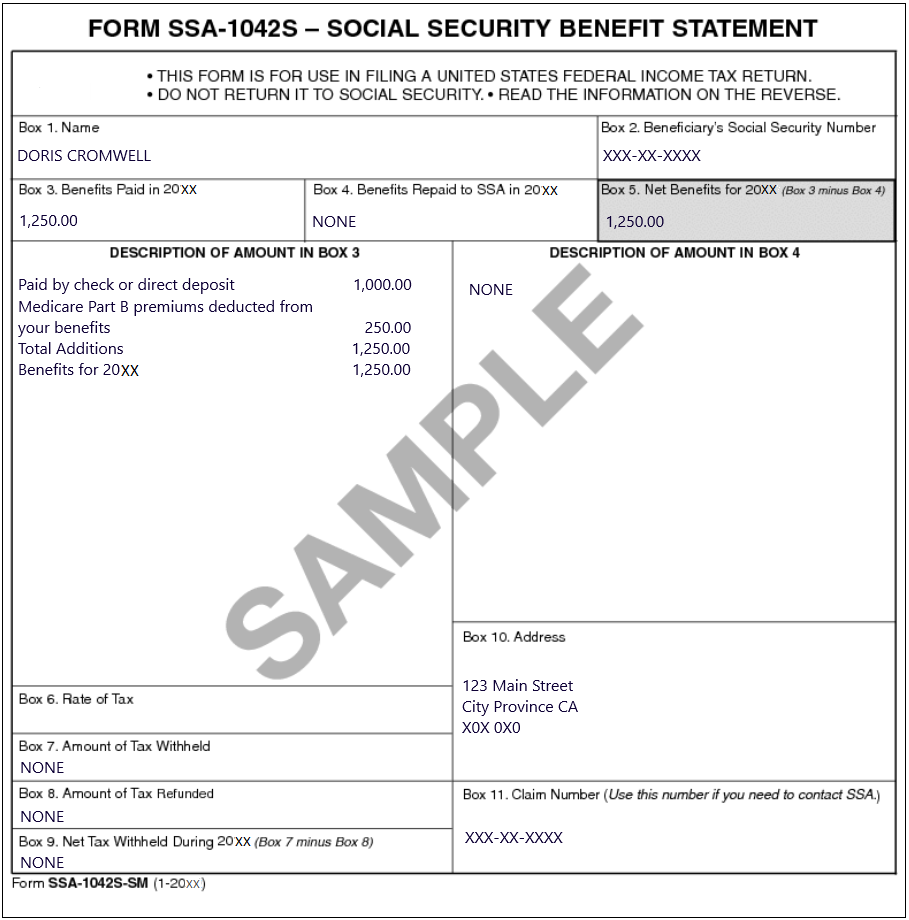 FORM SSA-1042S – SOCIAL SECURITY BENEFIT STATEMENT
• THIS FORM IS FOR USE IN FILING A UNITED STATES FEDERAL INCOME TAX RETURN.
• DO NOT RETURN IT TO SOCIAL SECURITY. • READ THE INFORMATION ON THE REVERSE.
Box 1. Name
DORIS CROMWELL
Box 2. Beneficiary's Social Security Number
XXX-XX-XXXX
Box 3. Benefits Paid in 20XX
1,250.00
Box 4. Benefits Repaid to SSA in 20XX
NONE
Box 5. Net Benefits for 20XX (Box 3 minus Box 4)
1,250.00
DESCRIPTION OF AMOUNT IN BOX 3
Paid by check or direct deposit 1,000.00
Medicare Part B premiums deducted from
your benefits 250.00
Total Additions 1,250.00
Benefits for 20XX 1,250.00
DESCRIPTION OF AMOUNT IN BOX 4
NONE
SAMPLE
Box 6. Rate of Tax
Box 7. Amount of Tax Withheld
NONE
Box 8. Amount of Tax Refunded
NONE
Box 9. Net Tax Withheld During 20XX (Box 7 minus Box 8)
NONE
Box 10. Address
123 Main Street
City Province CA
X0X 0X0
Box 11. Claim Number (Use this number if you need to contact SSA.)
XXX-XX-XXXX
Form SSA-1042S-SM (1-20xx)